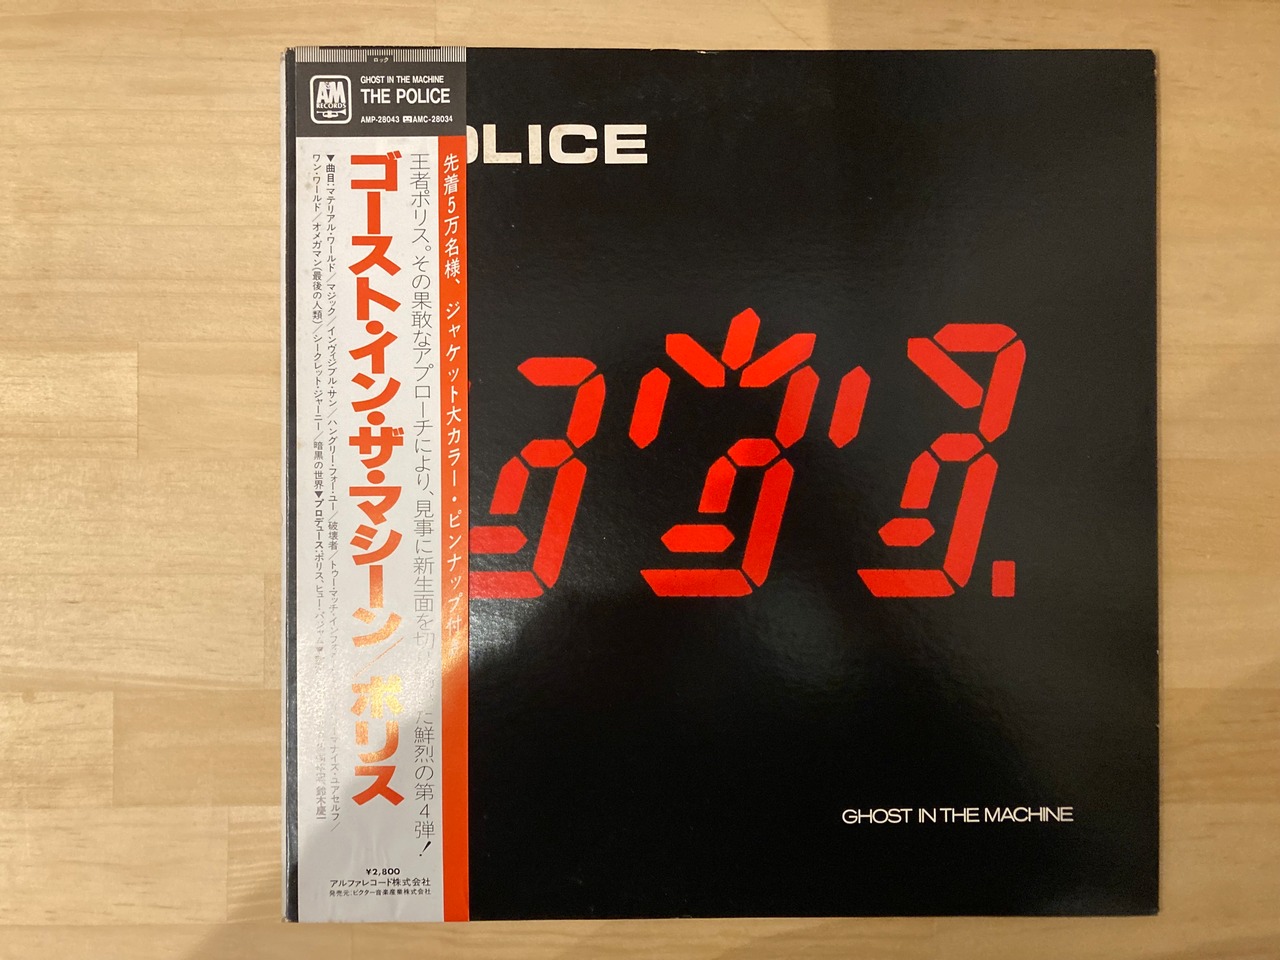 ロック
A&M
RECORDS
GHOST IN THE MACHINE
THE POLICE
AMP-28043 AMC-28034
先着5万名様、ジャケット大カラー・ピンナップ付
王者ポリス。その果敢なアプローチにより、見事に新生面を切り
た鮮烈の第4弾!
ゴースト・イン・ザ・マシーン/ポリス
▼曲目:マテリアル・ワールド/マジック/インヴィジブル・サン/ハングリー・フォー・ユー/破壊者/トゥー・マッチ・インフォ
ーマナイズ・ユアセルフ/
ワン・ワールド/オメガマン(最後の人類)/シークレット・ジャーニー/暗黒の世界▼プロデュース:ポリス、ヒュー・パジャム
鈴木慶一
¥2,800
アルファレコード株式会社
発売元:ビクター音楽産業株式会社
OLICE
GHOST IN THE MACHINE